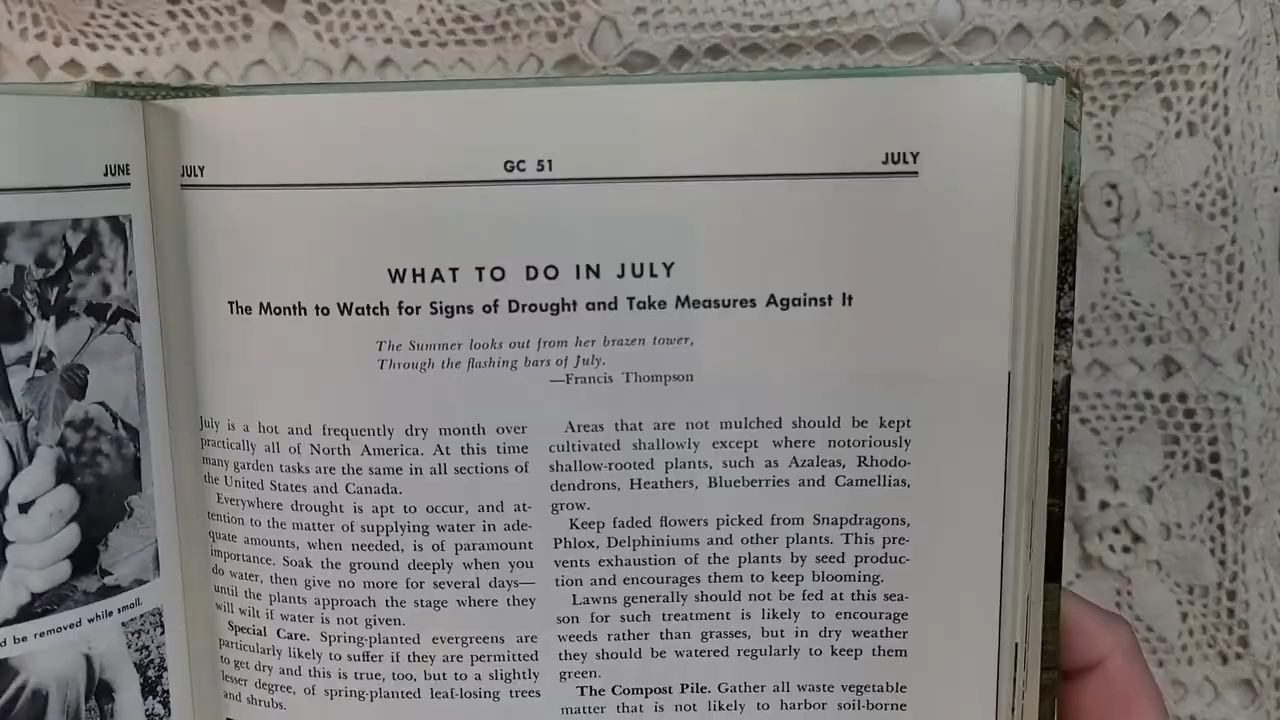 JUNE
d be removed while small.
JULY GC 51 JULY
WHAT TO DO IN JULY
The Month to Watch for Signs of Drought and Take Measures Against It
The Summer looks out from her brazen tower,
Through the flashing bars of July.
—Francis Thompson
July is a hot and frequently dry month over
practically all of North America. At this time
many garden tasks are the same in all sections of
the United States and Canada.
Everywhere drought is apt to occur, and at-
tention to the matter of supplying water in ade-
quate amounts, when needed, is of paramount
importance. Soak the ground deeply when you
do water, then give no more for several days—
until the plants approach the stage where they
will wilt if water is not given.
Special Care. Spring-planted evergreens are
particularly likely to suffer if they are permitted
to get dry and this is true, too, but to a slightly
lesser degree, of spring-planted leaf-losing trees
and shrubs.
Areas that are not mulched should be kept
cultivated shallowly except where notoriously
shallow-rooted plants, such as Azaleas, Rhodo-
dendrons, Heathers, Blueberries and Camellias,
grow.
Keep faded flowers picked from Snapdragons,
Phlox, Delphiniums and other plants. This pre-
vents exhaustion of the plants by seed produc-
tion and encourages them to keep blooming.
Lawns generally should not be fed at this sea-
son for such treatment is likely to encourage
weeds rather than grasses, but in dry weather
they should be watered regularly to keep them
green.
The Compost Pile. Gather all waste vegetable
matter that is not likely to harbor soil-borne